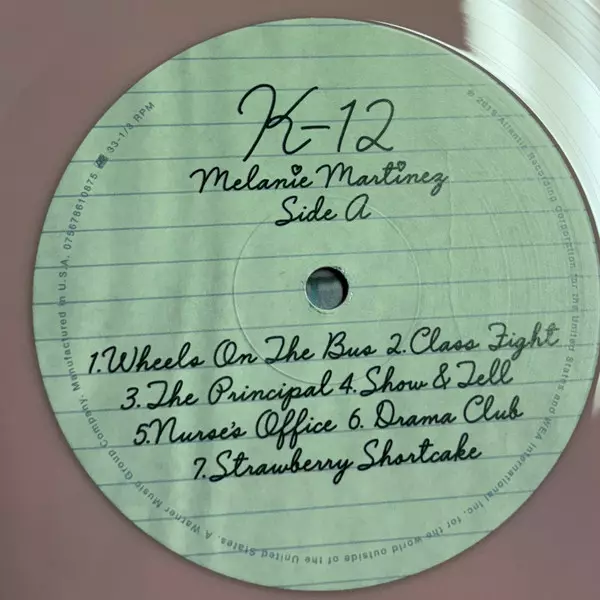 K-12
Melanie Martinez
Side A
1.Wheels On The Bus 2.Class Fight
3.The Principal 4.Show & Tell
5.Nurse's Office 6. Drama Club
7.Strawberry Shortcake
33-1/3 RPM
075678610875
Manufactured in U.S.A.
℗ 2019 Atlantic Recording Corporation for the United States and WEA International Inc. for the world outside of the United States. A Warner Music Group Company.